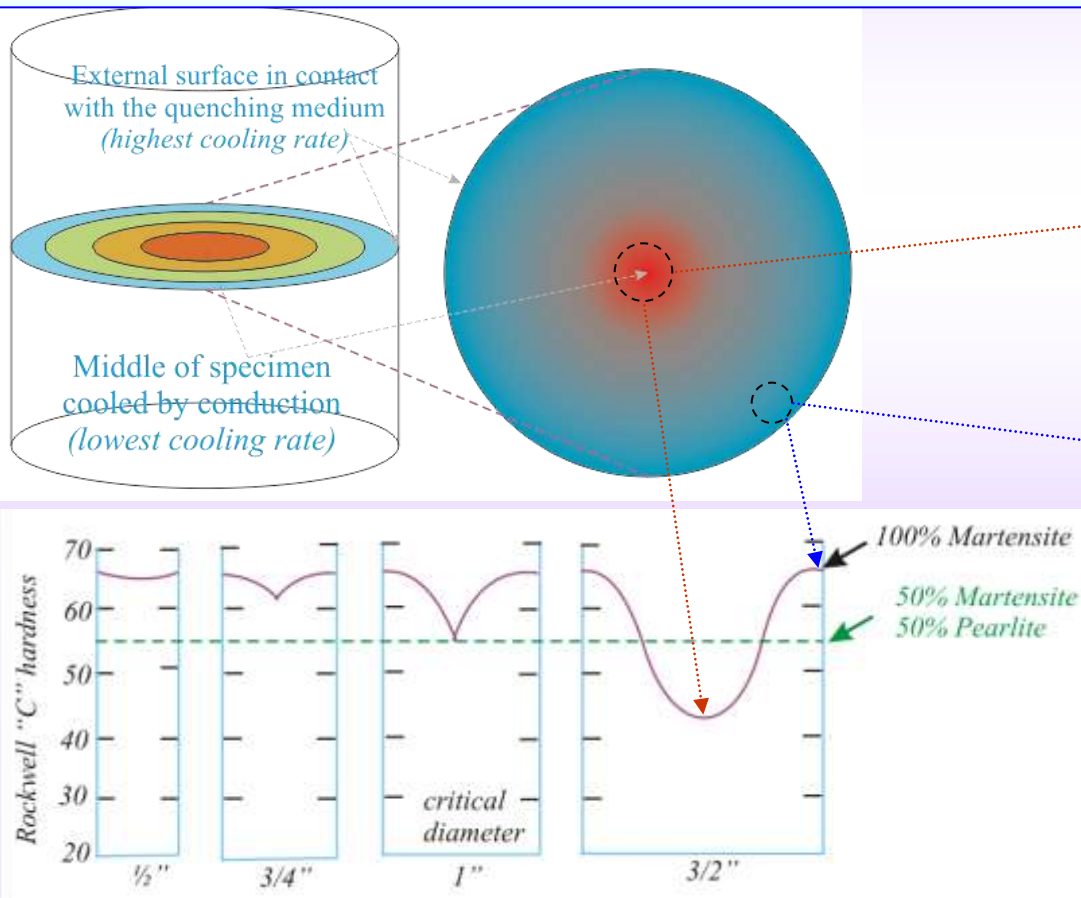 External surface in contact
with the quenching medium
(highest cooling rate)
Middle of specimen
cooled by conduction
(lowest cooling rate)
Rockwell "C" hardness
70
60
50
40
30
20
100% Martensite
50% Martensite
50% Pearlite
critical
diameter
½"
3/4"
1"
3/2"